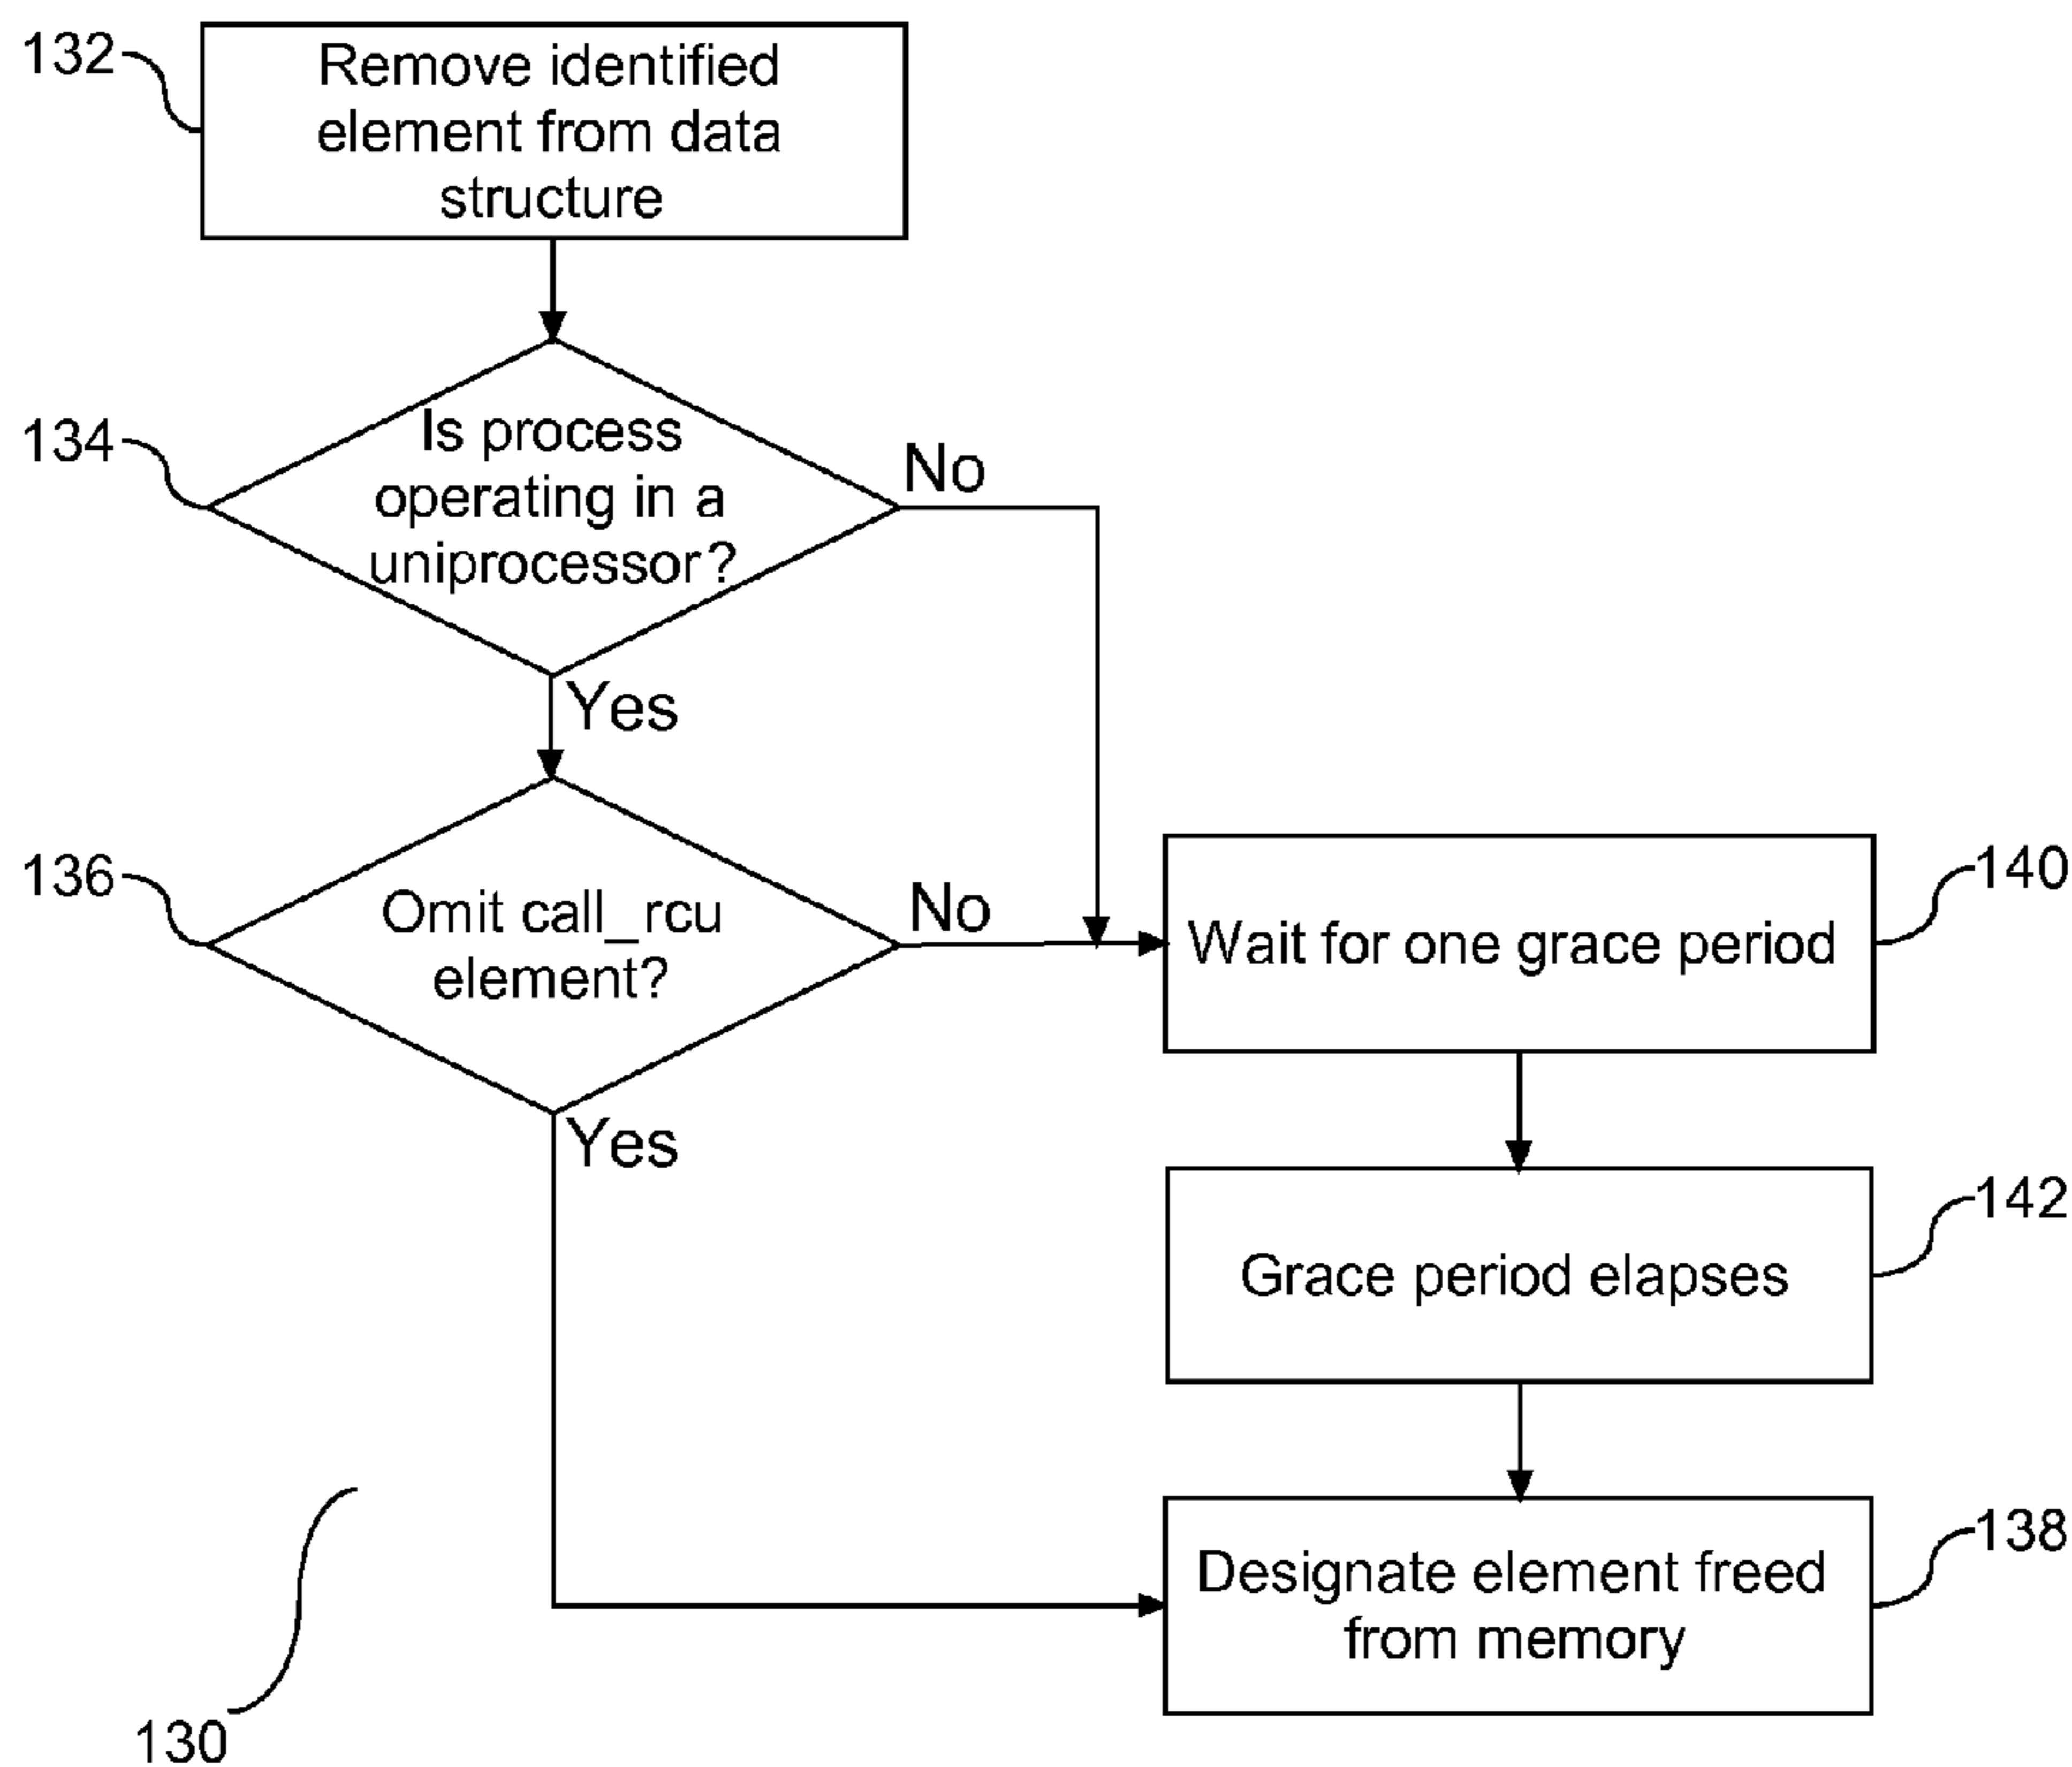 132
Remove identified
element from data
structure
134
Is process
operating in a
uniprocessor?
No
Yes
136
Omit call_rcu
element?
No
Yes
140
Wait for one grace period
142
Grace period elapses
138
Designate element freed
from memory
130